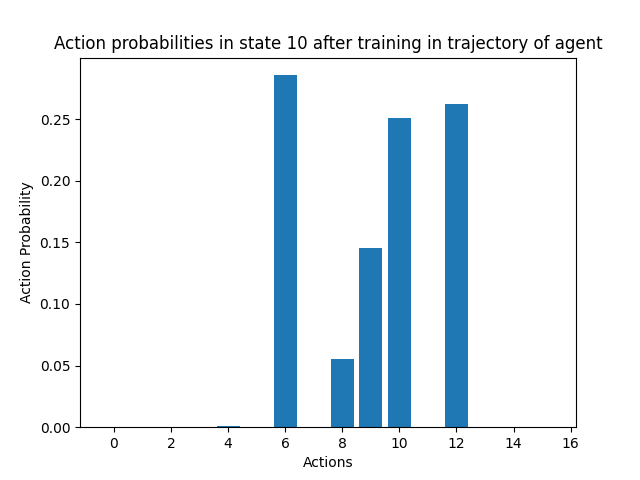 Action probabilities in state 10 after training in trajectory of agent
0.25
0.20
0.15
0.10
0.05
0.00
Action Probability
0 2 4 6 8 10 12 14 16
Actions